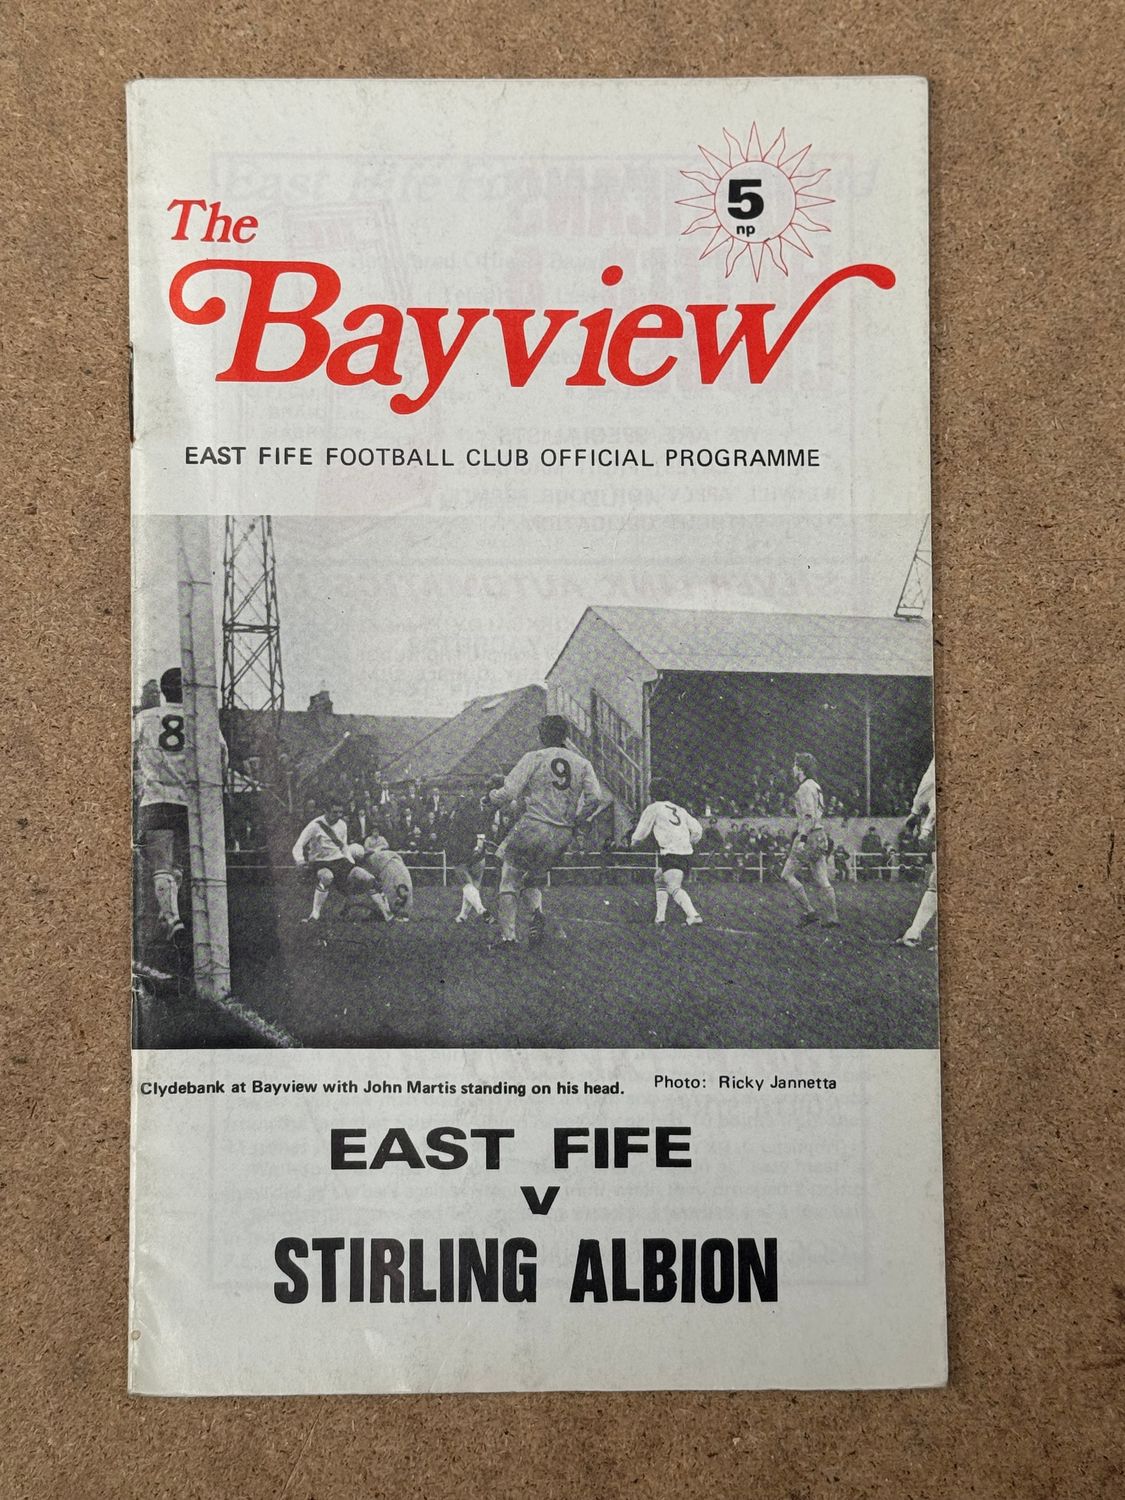 5
np
The
Bayview
EAST FIFE FOOTBALL CLUB OFFICIAL PROGRAMME
8
9
3
Clydebank at Bayview with John Martis standing on his head. Photo: Ricky Jannetta
EAST FIFE
v
STIRLING ALBION